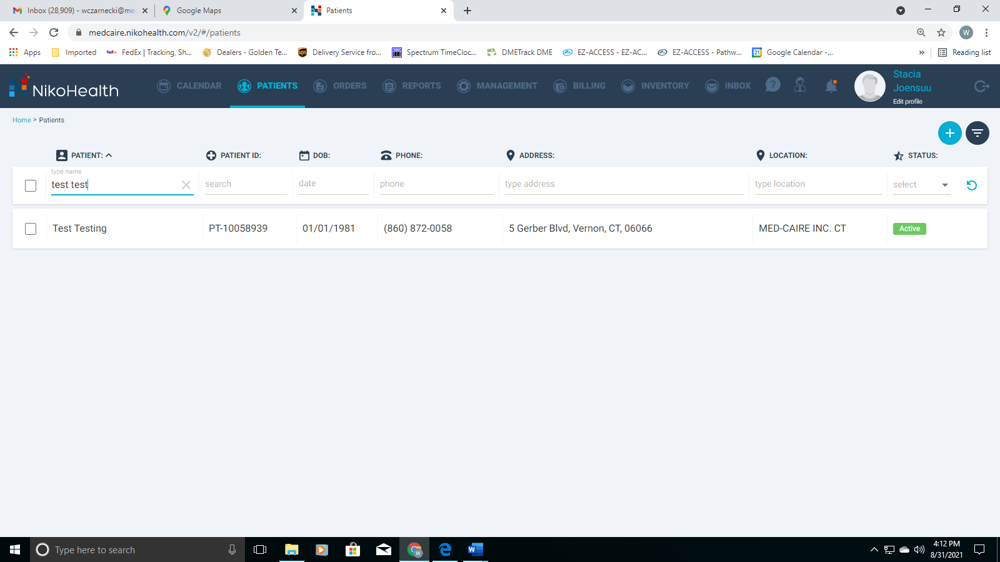 Inbox (28,909) - wczarnecki@me
Google Maps
Patients
medcaire.nikohealth.com/v2/#/patients
W
Apps
Imported
FedEx | Tracking, Sh...
Dealers - Golden Te...
Delivery Service fro...
Spectrum TimeCloc...
DMETrack DME
EZ-ACCESS - EZ-AC...
EZ-ACCESS - Pathw...
Google Calendar -...
»
Reading list
NikoHealth
CALENDAR
PATIENTS
ORDERS
REPORTS
MANAGEMENT
BILLING
INVENTORY
INBOX
Stacia
Joensuu
Edit profile
Home > Patients
PATIENT:
PATIENT ID:
DOB:
PHONE:
ADDRESS:
LOCATION:
STATUS:
type name
test test
search
date
phone
type address
type location
select
Test Testing
PT-10058939
01/01/1981
(860) 872-0058
5 Gerber Blvd, Vernon, CT, 06066
MED-CAIRE INC. CT
Active
Type here to search
4:12 PM
8/31/2021